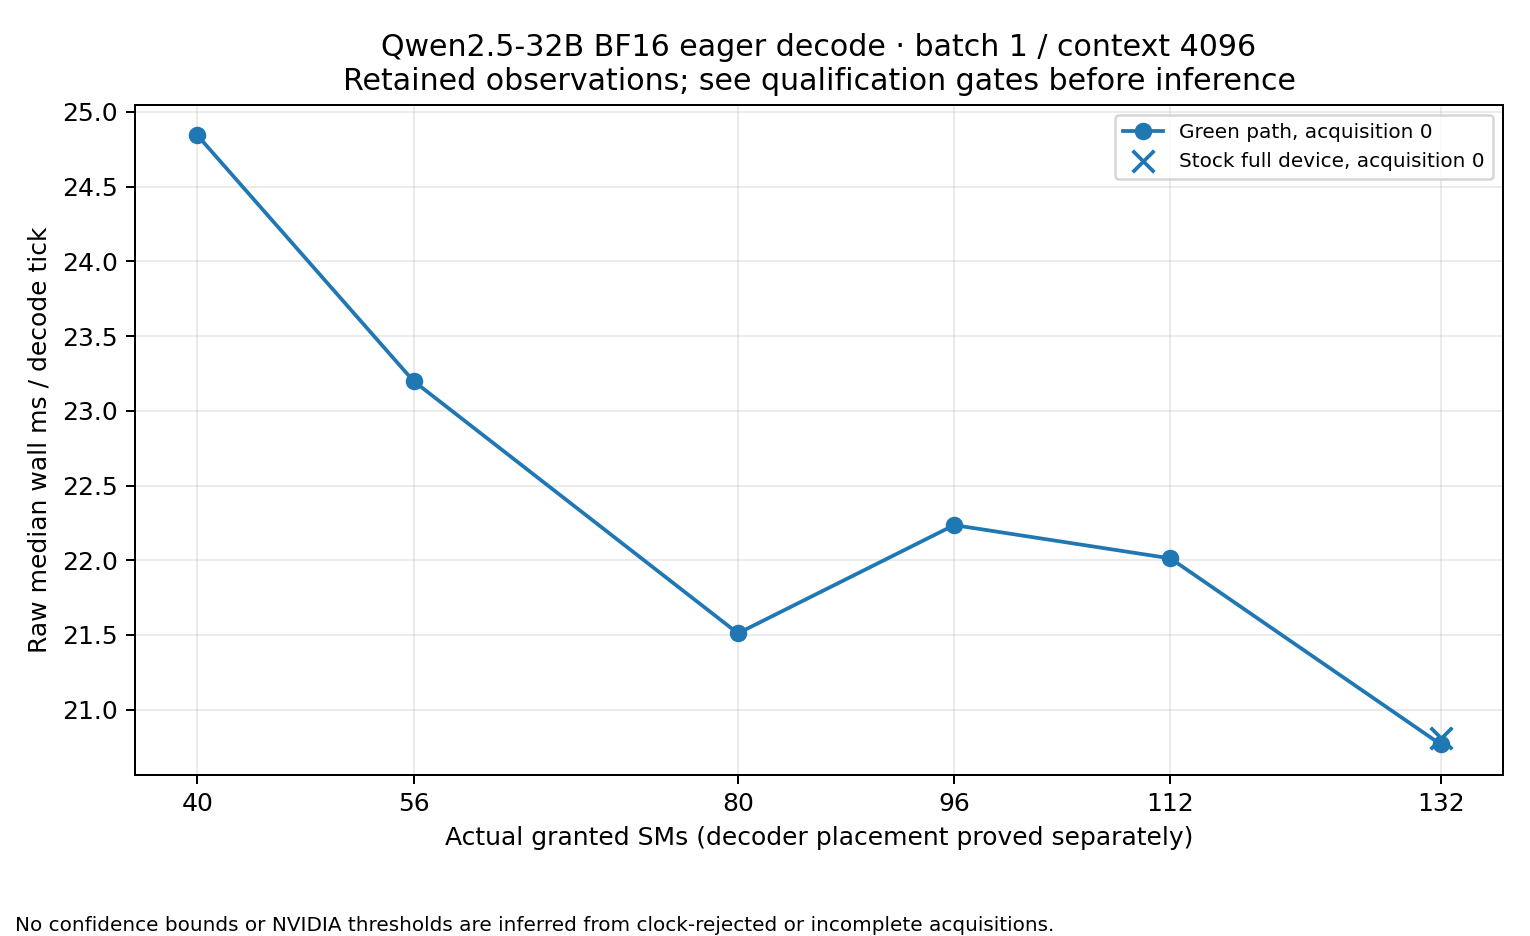 Qwen2.5-32B BF16 eager decode · batch 1 / context 4096
Retained observations; see qualification gates before inference
Green path, acquisition 0
Stock full device, acquisition 0
Raw median wall ms / decode tick
25.0
24.5
24.0
23.5
23.0
22.5
22.0
21.5
21.0
40 56 80 96 112 132
Actual granted SMs (decoder placement proved separately)
No confidence bounds or NVIDIA thresholds are inferred from clock-rejected or incomplete acquisitions.